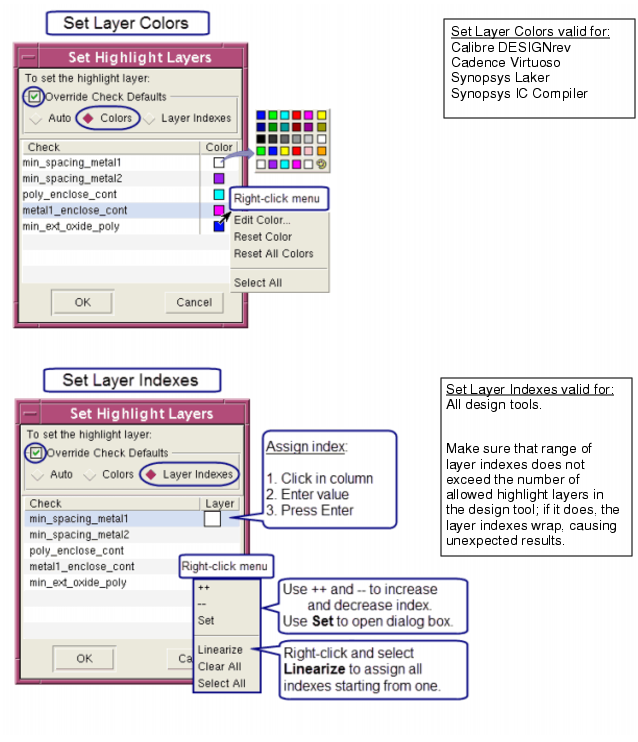 Set Layer Colors
Set Highlight Layers
To set the highlight layer:
Override Check Defaults
Auto Colors Layer Indexes
Check Color
min_spacing_metal1
min_spacing_metal2
poly_enclose_cont
metal1_enclose_cont
min_ext_oxide_poly
OK Cancel
Right-click menu
Edit Color...
Reset Color
Reset All Colors
Select All
Set Layer Colors valid for:
Calibre DESIGNrev
Cadence Virtuoso
Synopsys Laker
Synopsys IC Compiler
Set Layer Indexes
Set Highlight Layers
To set the highlight layer:
Override Check Defaults
Auto Colors Layer Indexes
Check Layer
min_spacing_metal1
min_spacing_metal2
poly_enclose_cont
metal1_enclose_cont
min_ext_oxide_poly
OK Ca
Assign index:
1. Click in column
2. Enter value
3. Press Enter
Right-click menu
++
--
Set
Linearize
Clear All
Select All
Use ++ and -- to increase
and decrease index.
Use Set to open dialog box.
Right-click and select
Linearize to assign all
indexes starting from one.
Set Layer Indexes valid for:
All design tools.
Make sure that range of
layer indexes does not
exceed the number of
allowed highlight layers in
the design tool; if it does, the
layer indexes wrap, causing
unexpected results.